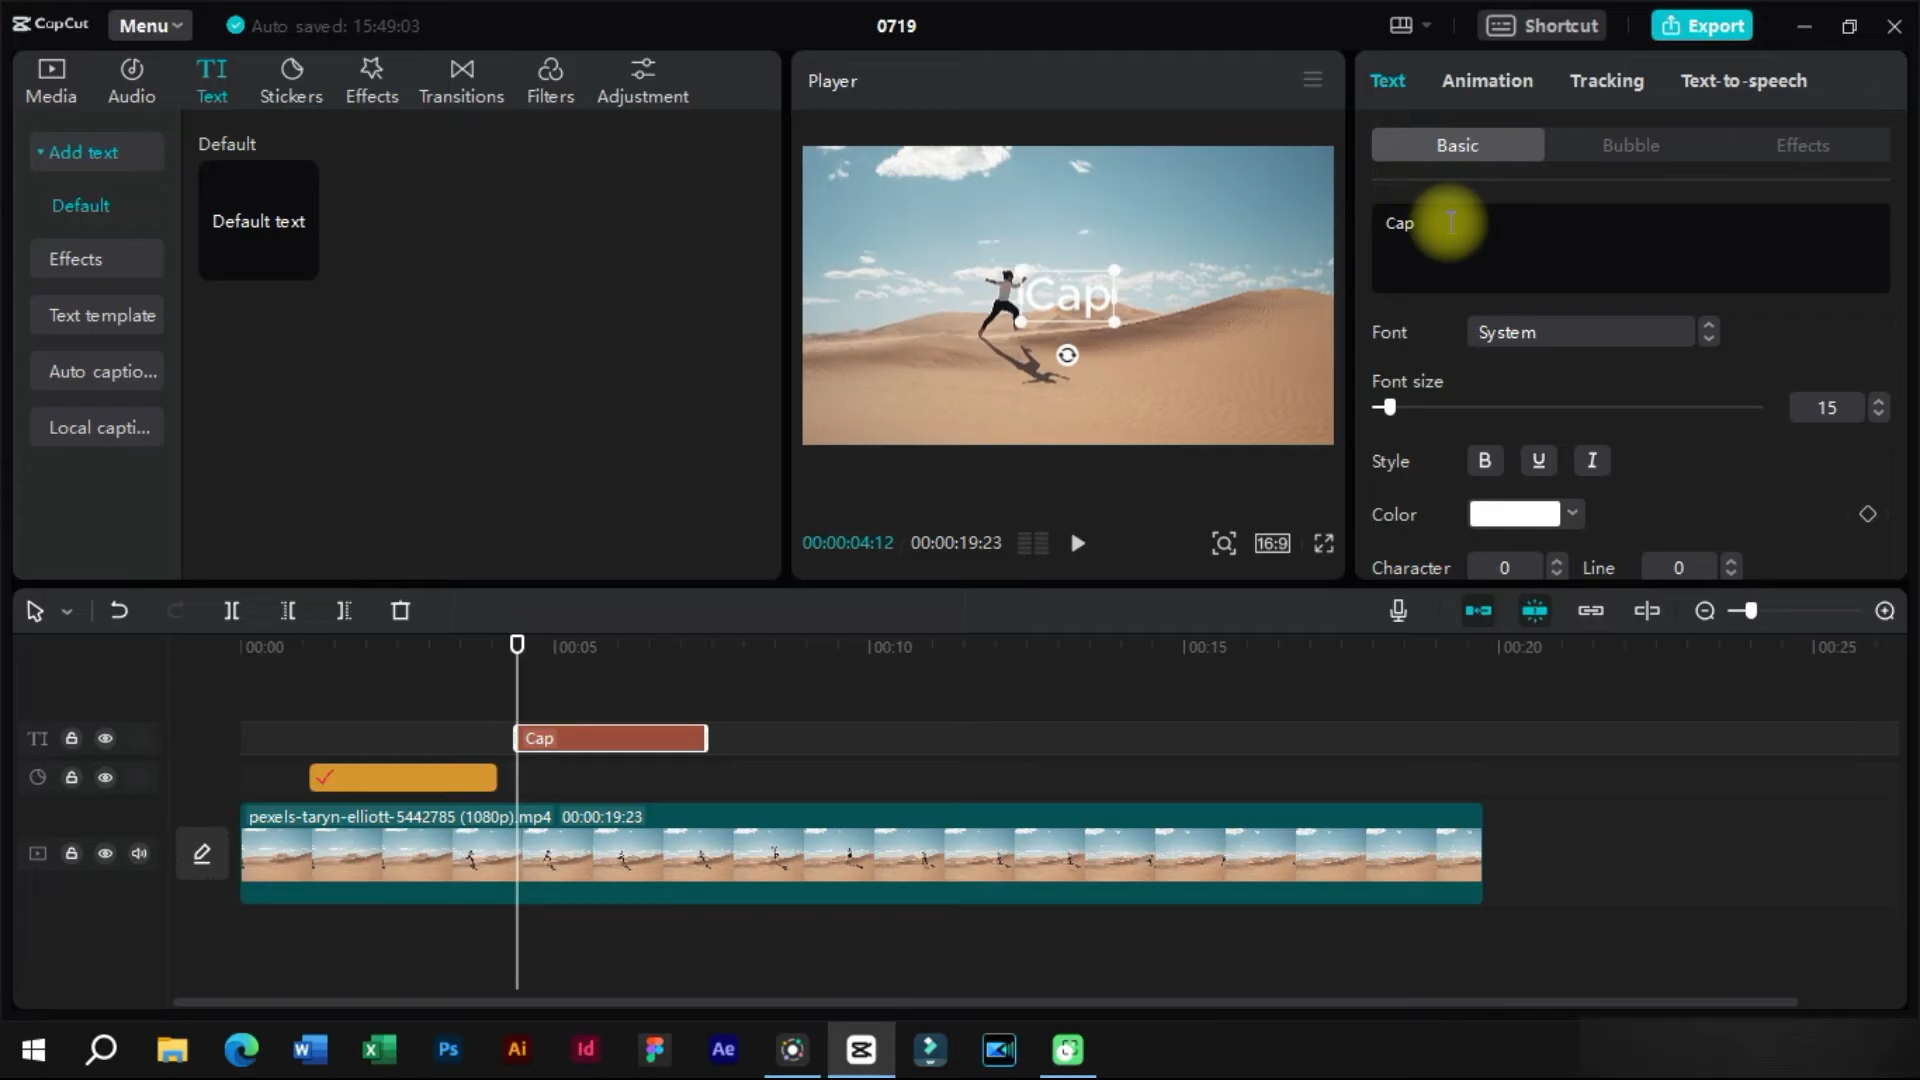 CapCut
Menu
Auto saved: 15:49:03
0719
Shortcut
Export
Media
Audio
TI
Text
Stickers
Effects
Transitions
Filters
Adjustment
Add text
Default
Effects
Text template
Auto captio...
Local capti...
Default
Default text
Player
Cap
00:00:04:12
00:00:19:23
16:9
Text
Animation
Tracking
Text-to-speech
Basic
Bubble
Effects
Cap
Font
System
Font size
15
Style
B
U
I
Color
Character
0
Line
0
00:00
00:05
00:10
00:15
00:20
00:25
TI
Cap
pexels-taryn-elliott-5442785 (1080p).mp4 00:00:19:23
W
X
Ps
Ai
Id
Ae